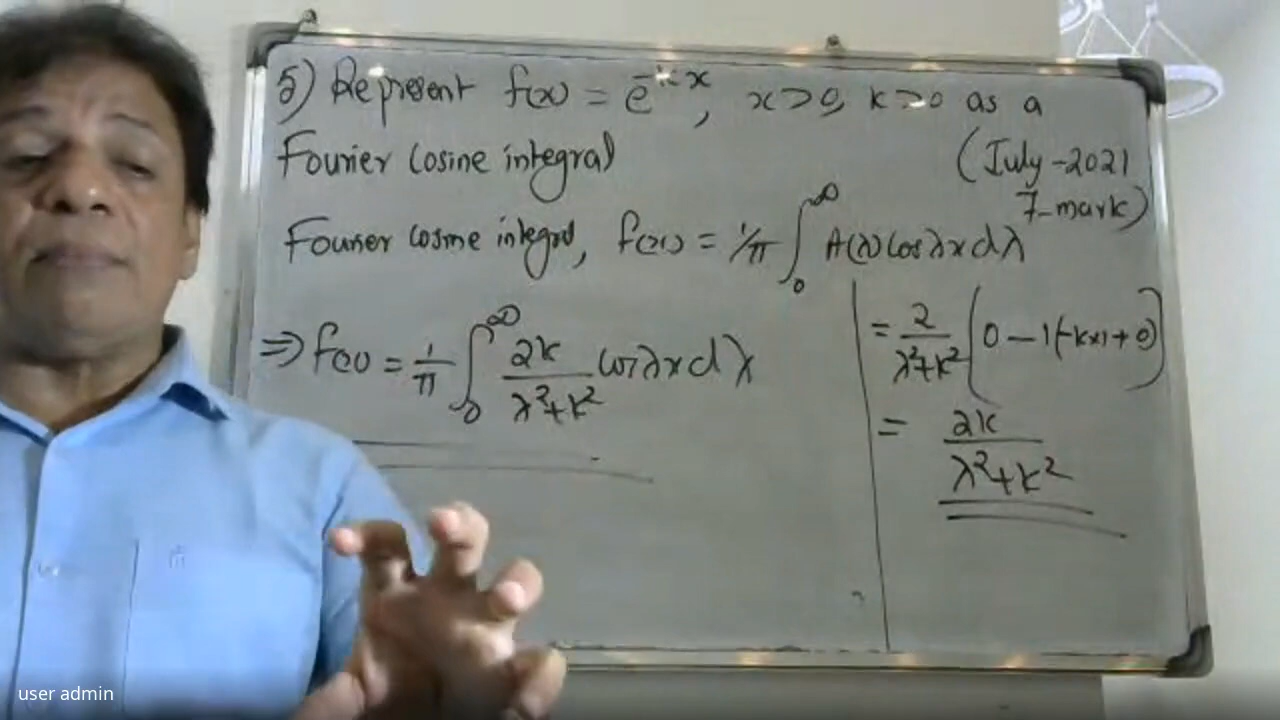 5) Represent f(x) = e^-kx, x>0, k>0 as a
Fourier Cosine integral
(July-2021
7-mark)
Fourier cosine integral, f(x) = 1/π ∫₀^∞ A(λ) cos λx dλ
⇒ f(x) = 1/π ∫₀^∞ 2k/(λ²+k²) cos λx dλ
= 2/(λ²+k²) (0 - 1(-k×1+0))
= 2k/(λ²+k²)
user admin